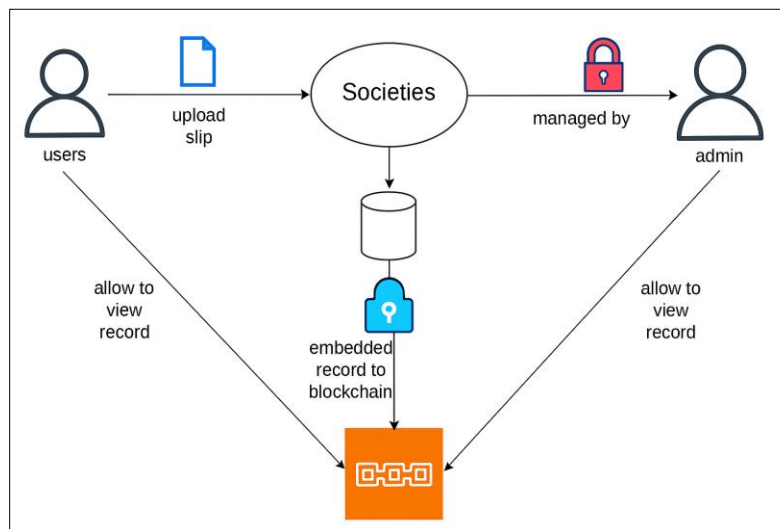 Societies
upload
slip
managed by
users
admin
allow to
view
record
allow to
view
record
embedded
record to
blockchain